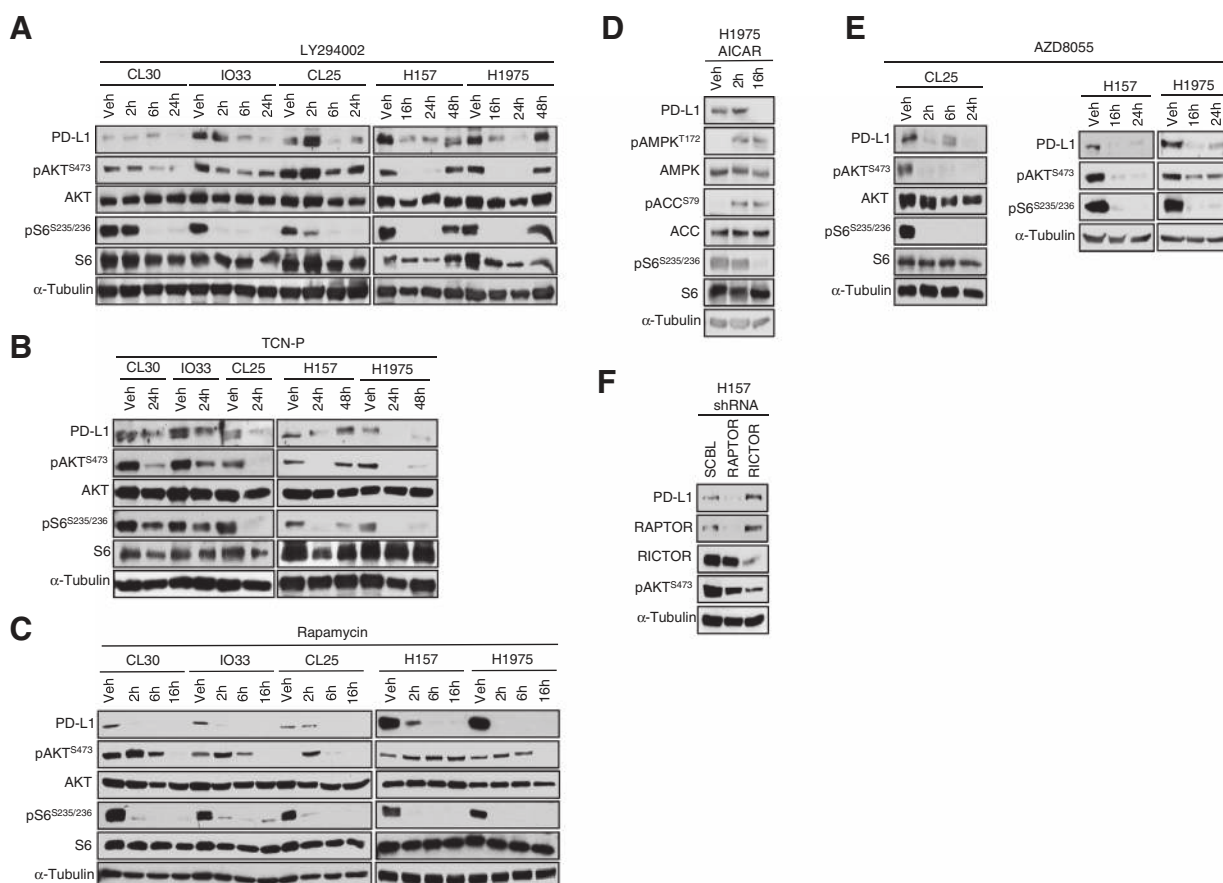 A
LY294002
CL30 IO33 CL25 H157 H1975
Veh 2h 6h 24h Veh 2h 6h 24h Veh 2h 6h 24h Veh 16h 24h 48h Veh 16h 24h 48h
PD-L1
pAKTS473
AKT
pS6S235/236
S6
α-Tubulin
B
TCN-P
CL30 IO33 CL25 H157 H1975
Veh 24h Veh 24h Veh 24h Veh 24h 48h Veh 24h 48h
PD-L1
pAKTS473
AKT
pS6S235/236
S6
α-Tubulin
C
Rapamycin
CL30 IO33 CL25 H157 H1975
Veh 2h 6h 16h Veh 2h 6h 16h Veh 2h 6h 16h Veh 2h 6h 16h Veh 2h 6h 16h
PD-L1
pAKTS473
AKT
pS6S235/236
S6
α-Tubulin
D
H1975
AICAR
Veh 2h 16h
PD-L1
pAMPKT172
AMPK
pACCS79
ACC
pS6S235/236
S6
α-Tubulin
E
AZD8055
CL25
Veh 2h 6h 24h
PD-L1
pAKTS473
AKT
pS6S235/236
S6
α-Tubulin
H157 H1975
Veh 16h 24h Veh 16h 24h
PD-L1
pAKTS473
pS6S235/236
α-Tubulin
F
H157
shRNA
SCBL RAPTOR RICTOR
PD-L1
RAPTOR
RICTOR
pAKTS473
α-Tubulin